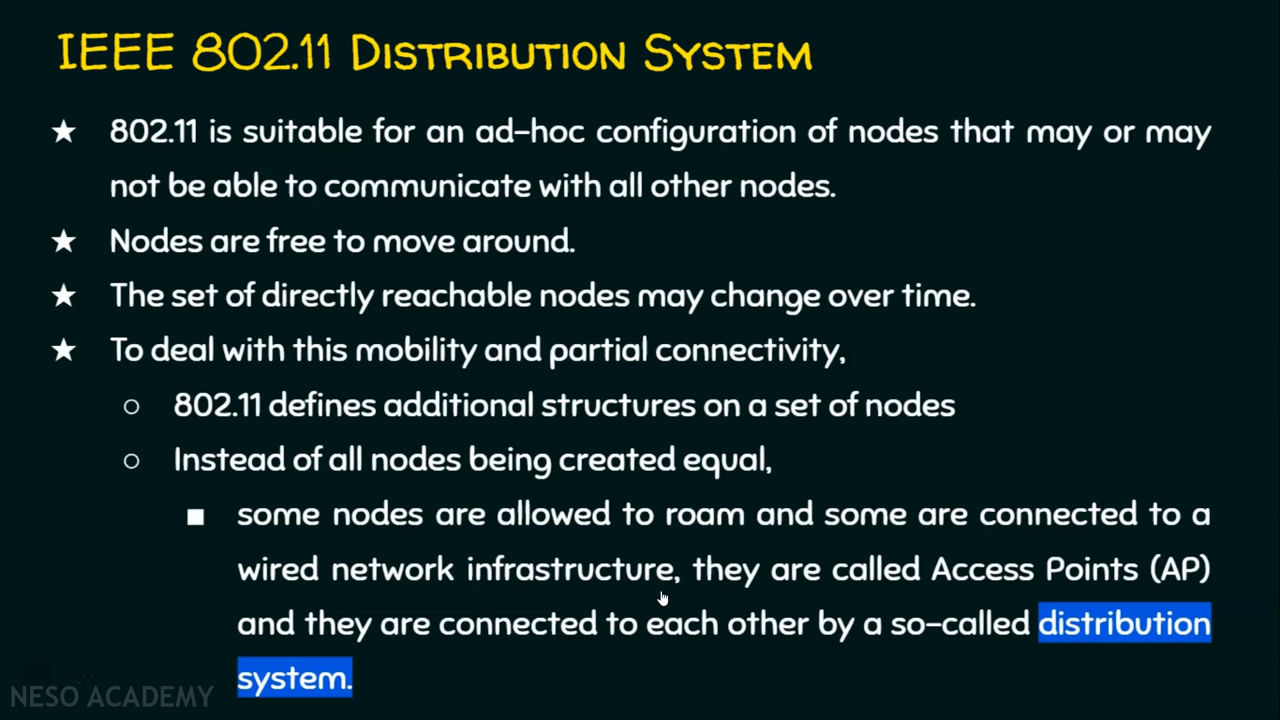 IEEE 802.11 Distribution System
★ 802.11 is suitable for an ad-hoc configuration of nodes that may or may
not be able to communicate with all other nodes.
★ Nodes are free to move around.
★ The set of directly reachable nodes may change over time.
★ To deal with this mobility and partial connectivity,
○ 802.11 defines additional structures on a set of nodes
○ Instead of all nodes being created equal,
■ some nodes are allowed to roam and some are connected to a
wired network infrastructure, they are called Access Points (AP)
and they are connected to each other by a so-called distribution
system.
NESO ACADEMY